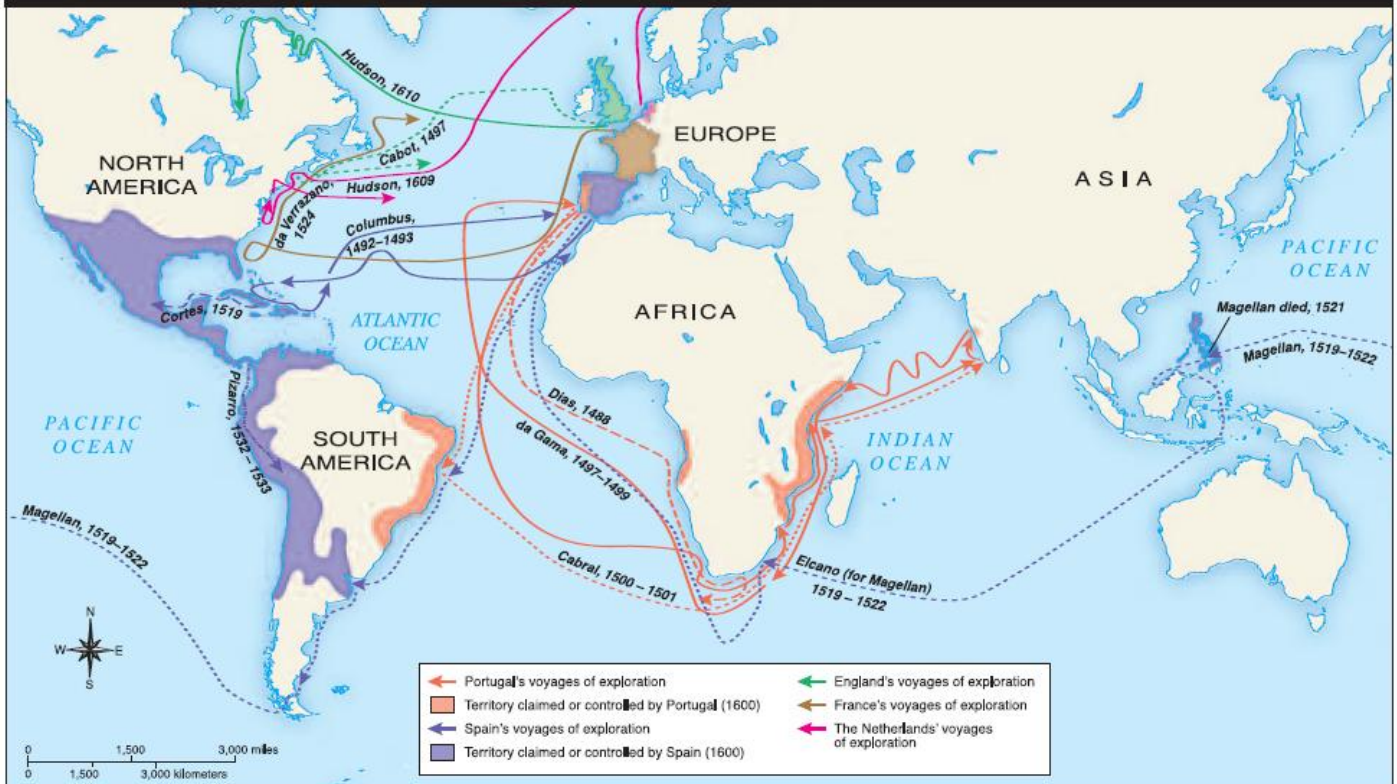 Hudson, 1610
Cabot, 1497
NORTH
AMERICA
EUROPE
ASIA
Hudson, 1609
da Verrazano,
1524
Columbus,
1492–1493
PACIFIC
OCEAN
Cortes, 1519
ATLANTIC
OCEAN
AFRICA
Magellan died, 1521
Magellan, 1519–1522
Pizarro, 1532 – 1533
Dias, 1488
PACIFIC
OCEAN
SOUTH
AMERICA
da Gama, 1497–1499
INDIAN
OCEAN
Magellan, 1519–1522
Cabral, 1500 – 1501
Elcano (for Magellan)
1519 – 1522
N
W
E
S
Portugal's voyages of exploration
Territory claimed or controlled by Portugal (1600)
Spain's voyages of exploration
Territory claimed or controlled by Spain (1600)
England's voyages of exploration
France's voyages of exploration
The Netherlands' voyages
of exploration
0 1,500 3,000 miles
0 1,500 3,000 kilometers